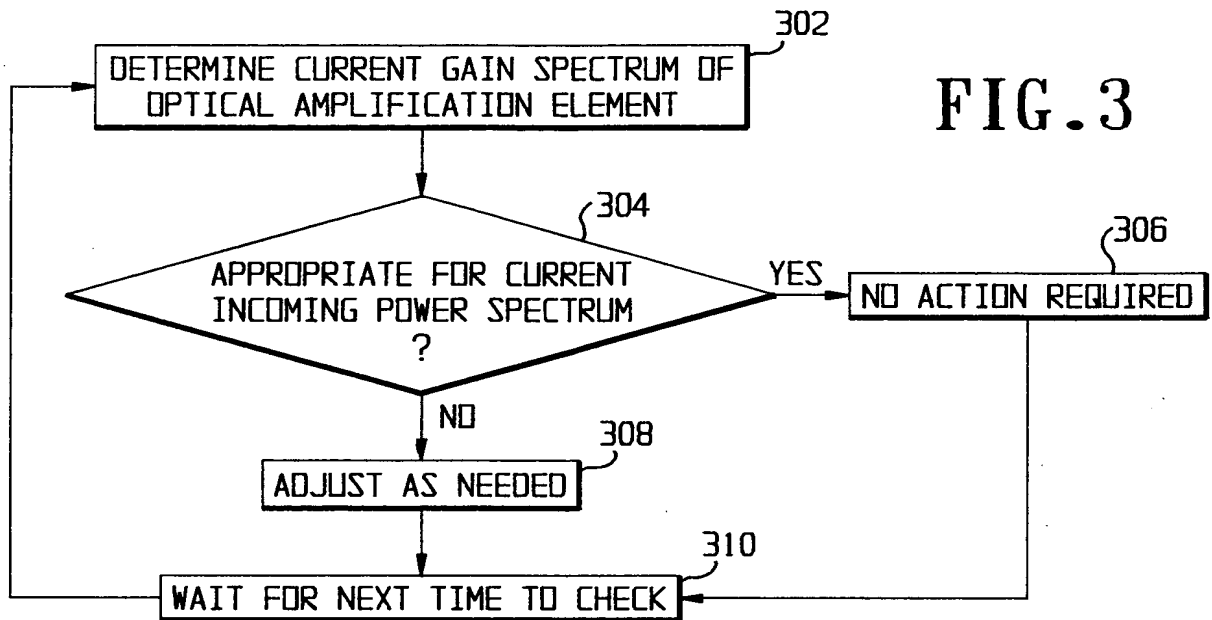 302
DETERMINE CURRENT GAIN SPECTRUM OF
OPTICAL AMPLIFICATION ELEMENT
FIG.3
304
APPROPRIATE FOR CURRENT
INCOMING POWER SPECTRUM
?
YES
306
NO ACTION REQUIRED
NO
308
ADJUST AS NEEDED
310
WAIT FOR NEXT TIME TO CHECK